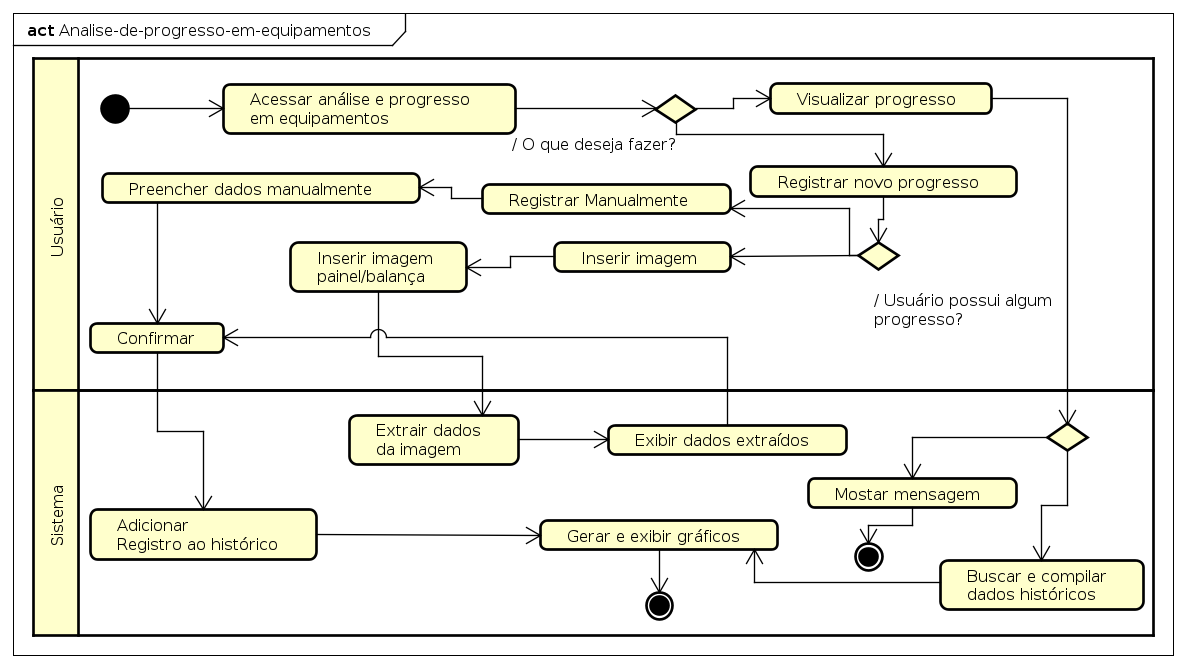 act Analise-de-progresso-em-equipamentos
Usuário
Acessar análise e progresso
em equipamentos
/ O que deseja fazer?
Visualizar progresso
Registrar novo progresso
Preencher dados manualmente
Registrar Manualmente
Inserir imagem
painel/balança
Inserir imagem
/ Usuário possui algum
progresso?
Confirmar
Sistema
Extrair dados
da imagem
Exibir dados extraídos
Mostar mensagem
Adicionar
Registro ao histórico
Gerar e exibir gráficos
Buscar e compilar
dados históricos